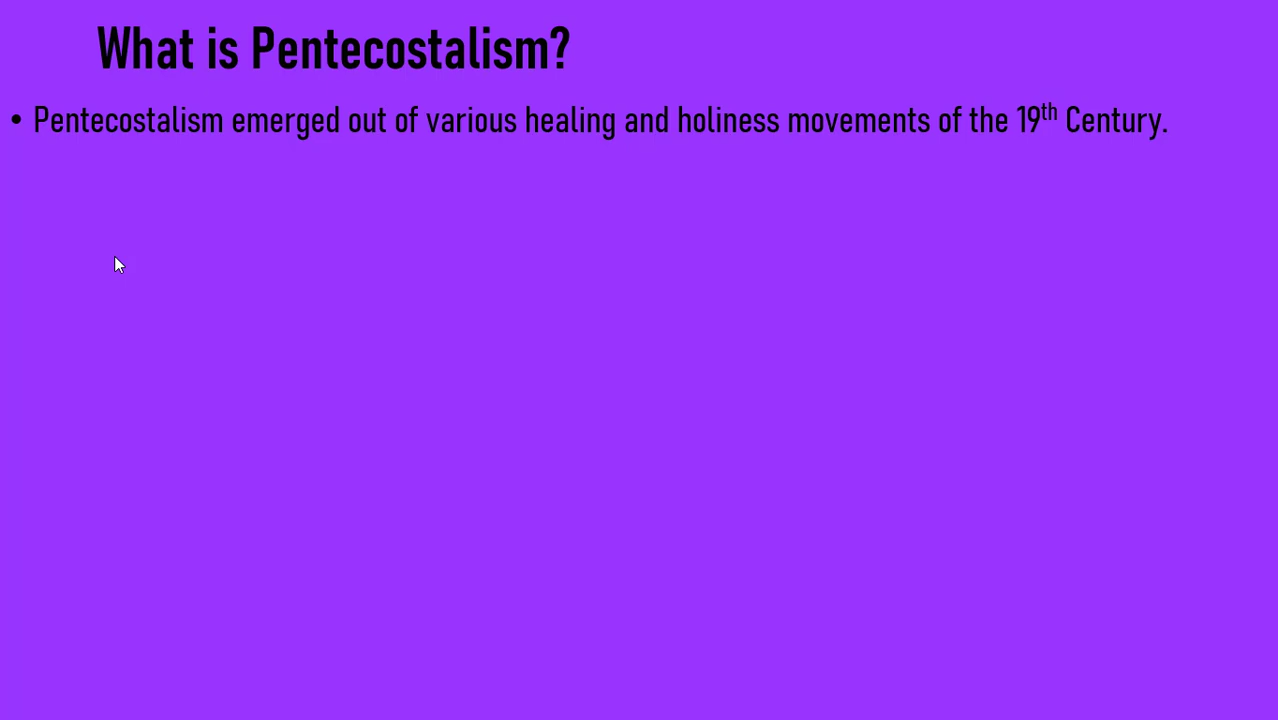 What is Pentecostalism?
• Pentecostalism emerged out of various healing and holiness movements of the 19th Century.